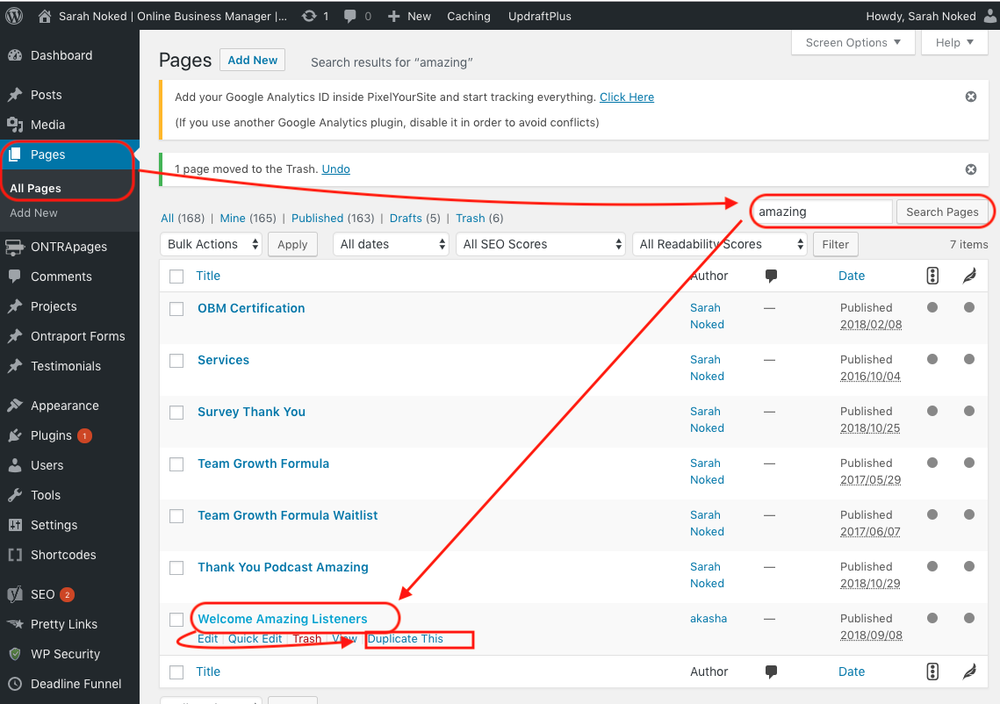 Sarah Noked | Online Business Manager |... 1 0 New Caching UpdraftPlus Howdy, Sarah Noked
Screen Options Help
Dashboard
Posts
Media
Pages
All Pages
Add New
ONTRApages
Comments
Projects
Ontraport Forms
Testimonials
Appearance
Plugins 1
Users
Tools
Settings
Shortcodes
SEO 2
Pretty Links
WP Security
Deadline Funnel
Pages Add New Search results for “amazing”
Add your Google Analytics ID inside PixelYourSite and start tracking everything. Click Here
(If you use another Google Analytics plugin, disable it in order to avoid conflicts)
1 page moved to the Trash. Undo
All (168) | Mine (165) | Published (163) | Drafts (5) | Trash (6)
amazing Search Pages
Bulk Actions Apply All dates All SEO Scores All Readability Scores Filter 7 items
Title Author Date
OBM Certification Sarah — Published
Noked 2018/02/08
Services Sarah — Published
Noked 2016/10/04
Survey Thank You Sarah — Published
Noked 2018/10/25
Team Growth Formula Sarah — Published
Noked 2017/05/29
Team Growth Formula Waitlist Sarah — Published
Noked 2017/06/07
Thank You Podcast Amazing Sarah — Published
Noked 2018/10/29
Welcome Amazing Listeners akasha — Published
Edit | Quick Edit | Trash | View | Duplicate This 2018/09/08
Title Author Date